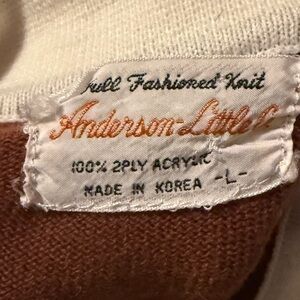 Full Fashioned Knit
Anderson-Little
100% 2PLY ACRYLIC
MADE IN KOREA -L-